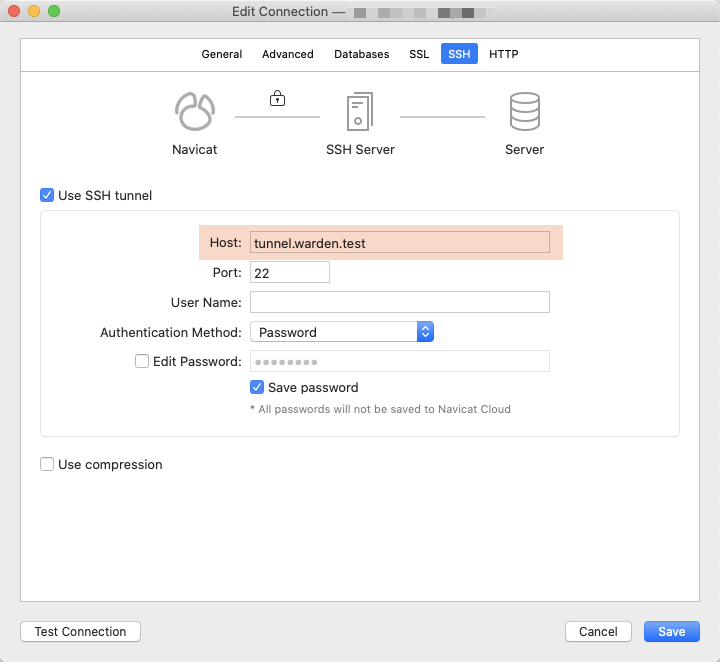 Edit Connection —
General Advanced Databases SSL SSH HTTP
Navicat SSH Server Server
Use SSH tunnel
Host: tunnel.warden.test
Port: 22
User Name:
Authentication Method: Password
Edit Password: ●●●●●●●●
Save password
* All passwords will not be saved to Navicat Cloud
Use compression
Test Connection Cancel Save